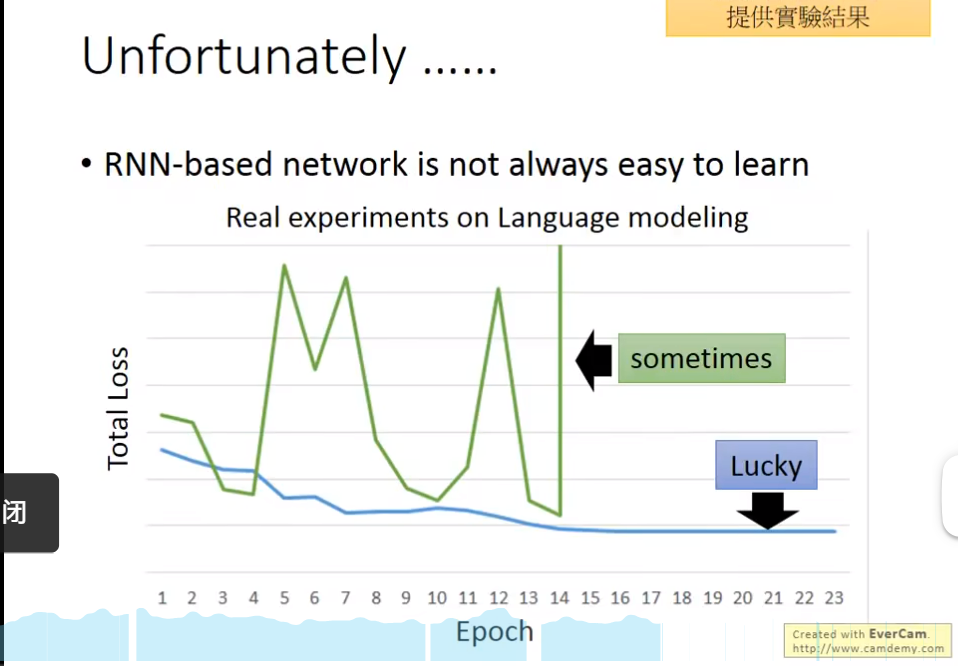 提供實驗結果
Unfortunately ……
• RNN-based network is not always easy to learn
Real experiments on Language modeling
Total Loss
sometimes
Lucky
闭
1 2 3 4 5 6 7 8 9 10 11 12 13 14 15 16 17 18 19 20 21 22 23
Epoch
Created with EverCam.
http://www.camdemy.com